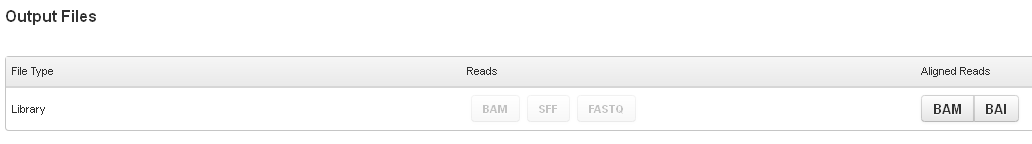 Output Files
File Type Reads Aligned Reads
Library BAM SFF FASTQ BAM BAI